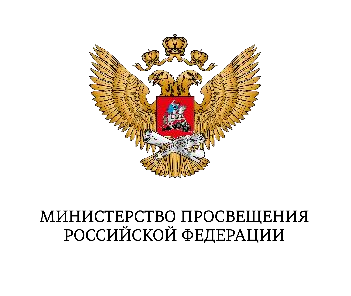 МИНИСТЕРСТВО ПРОСВЕЩЕНИЯ
РОССИЙСКОЙ ФЕДЕРАЦИИ